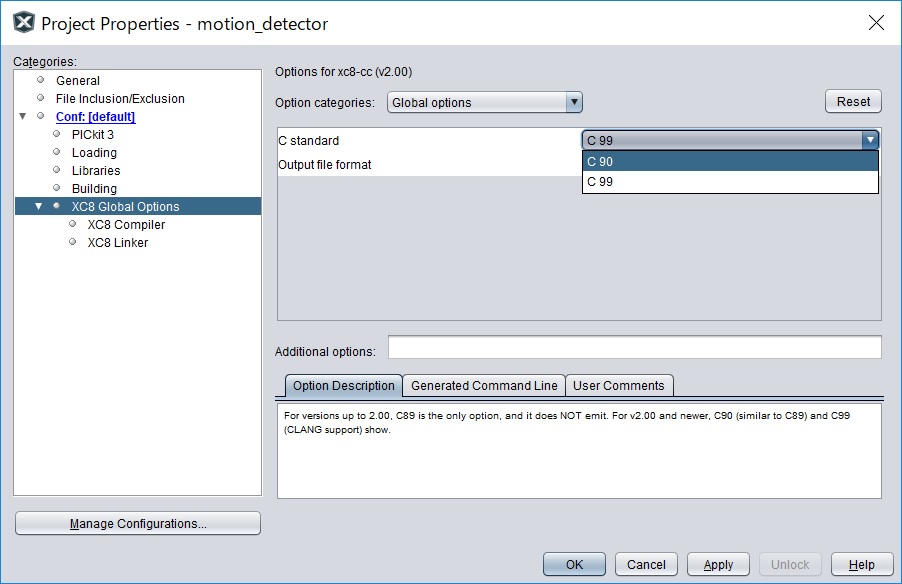 Project Properties - motion_detector
Categories:
General
File Inclusion/Exclusion
Conf: [default]
PICkit 3
Loading
Libraries
Building
XC8 Global Options
XC8 Compiler
XC8 Linker
Manage Configurations...
Options for xc8-cc (v2.00)
Option categories: Global options Reset
C standard C 99
C 90
Output file format
C 99
Additional options:
Option Description Generated Command Line User Comments
For versions up to 2.00, C89 is the only option, and it does NOT emit. For v2.00 and newer, C90 (similar to C89) and C99
(CLANG support) show.
OK Cancel Apply Unlock Help